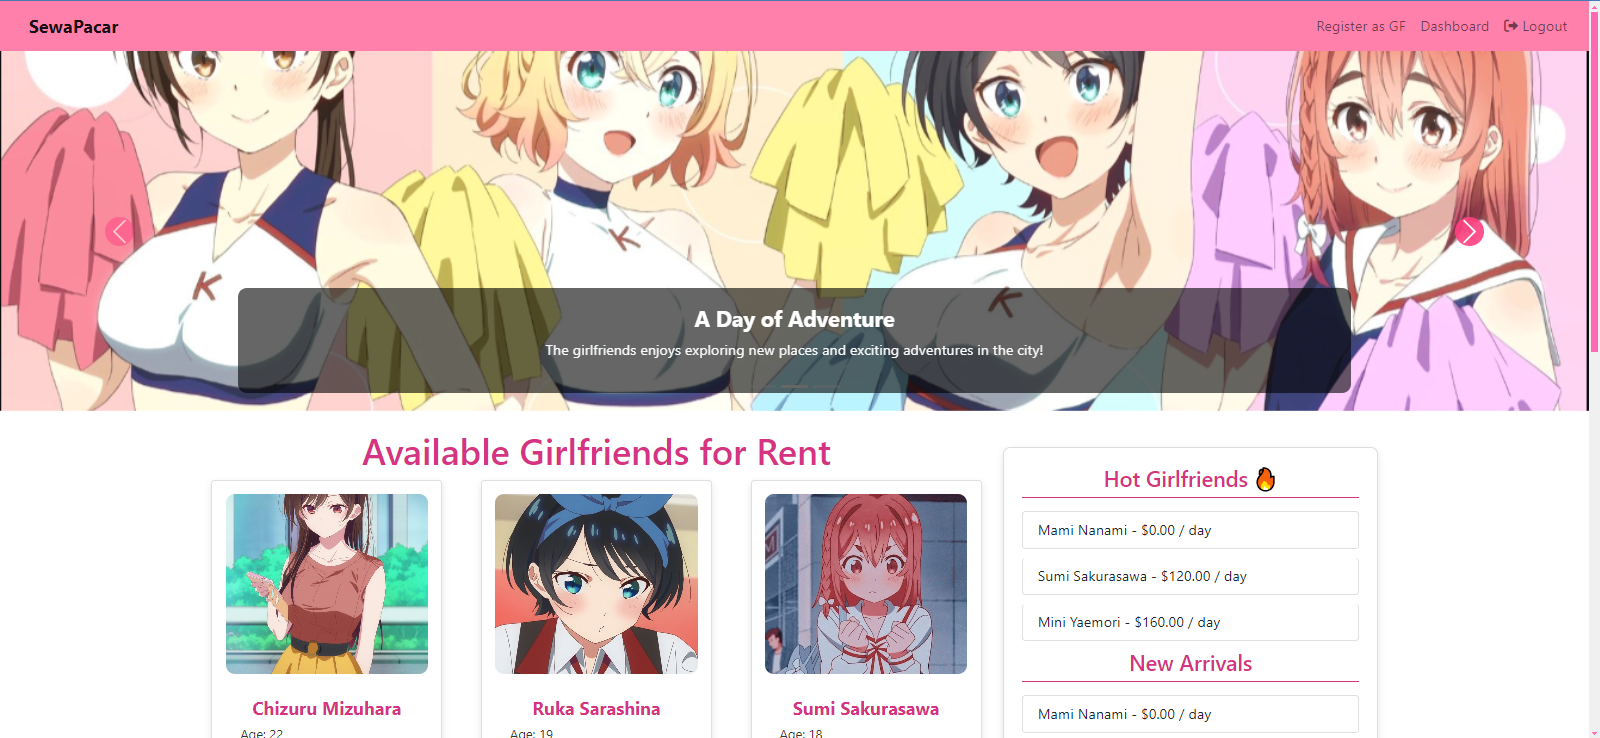 SewaPacar
Register as GF
Dashboard
Logout
K
K
K
A Day of Adventure
The girlfriends enjoys exploring new places and exciting adventures in the city!
Available Girlfriends for Rent
Chizuru Mizuhara
Age: 22
Ruka Sarashina
Age: 19
Sumi Sakurasawa
Age: 18
Hot Girlfriends 🔥
Mami Nanami - $0.00 / day
Sumi Sakurasawa - $120.00 / day
Mini Yaemori - $160.00 / day
New Arrivals
Mami Nanami - $0.00 / day